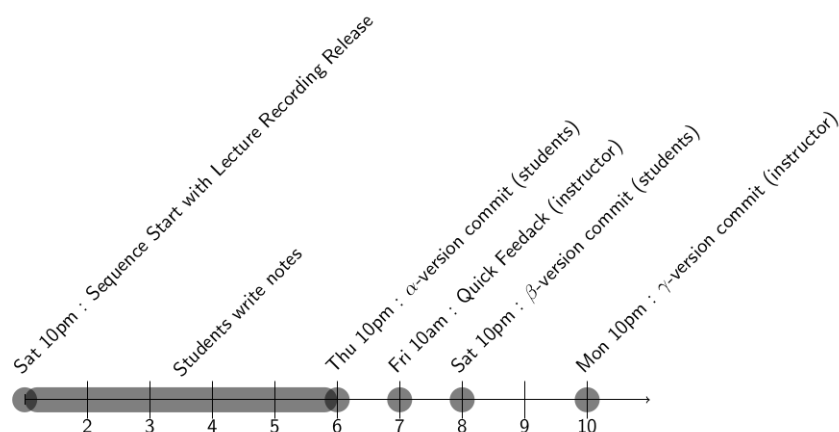 Sat 10pm : Sequence Start with Lecture Recording Release
Students write notes
Thu 10pm : α-version commit (students)
Fri 10am : Quick Feedack (instructor)
Sat 10pm : β-version commit (students)
Mon 10pm : γ-version commit (instructor)
2 3 4 5 6 7 8 9 10